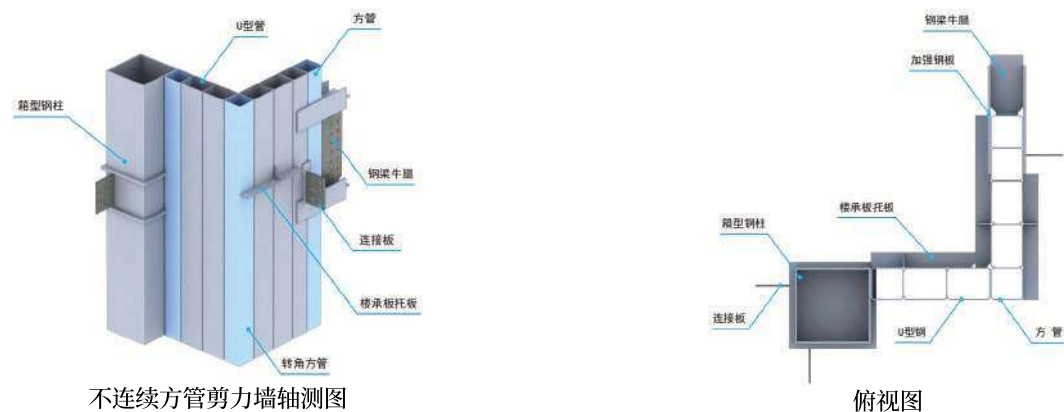 U型管
方管
箱型钢柱
钢梁牛腿
连接板
楼承板托板
转角方管
不连续方管剪力墙轴测图
钢梁牛腿
加强钢板
楼承板托板
箱型钢柱
连接板
U型钢
方 管
俯视图